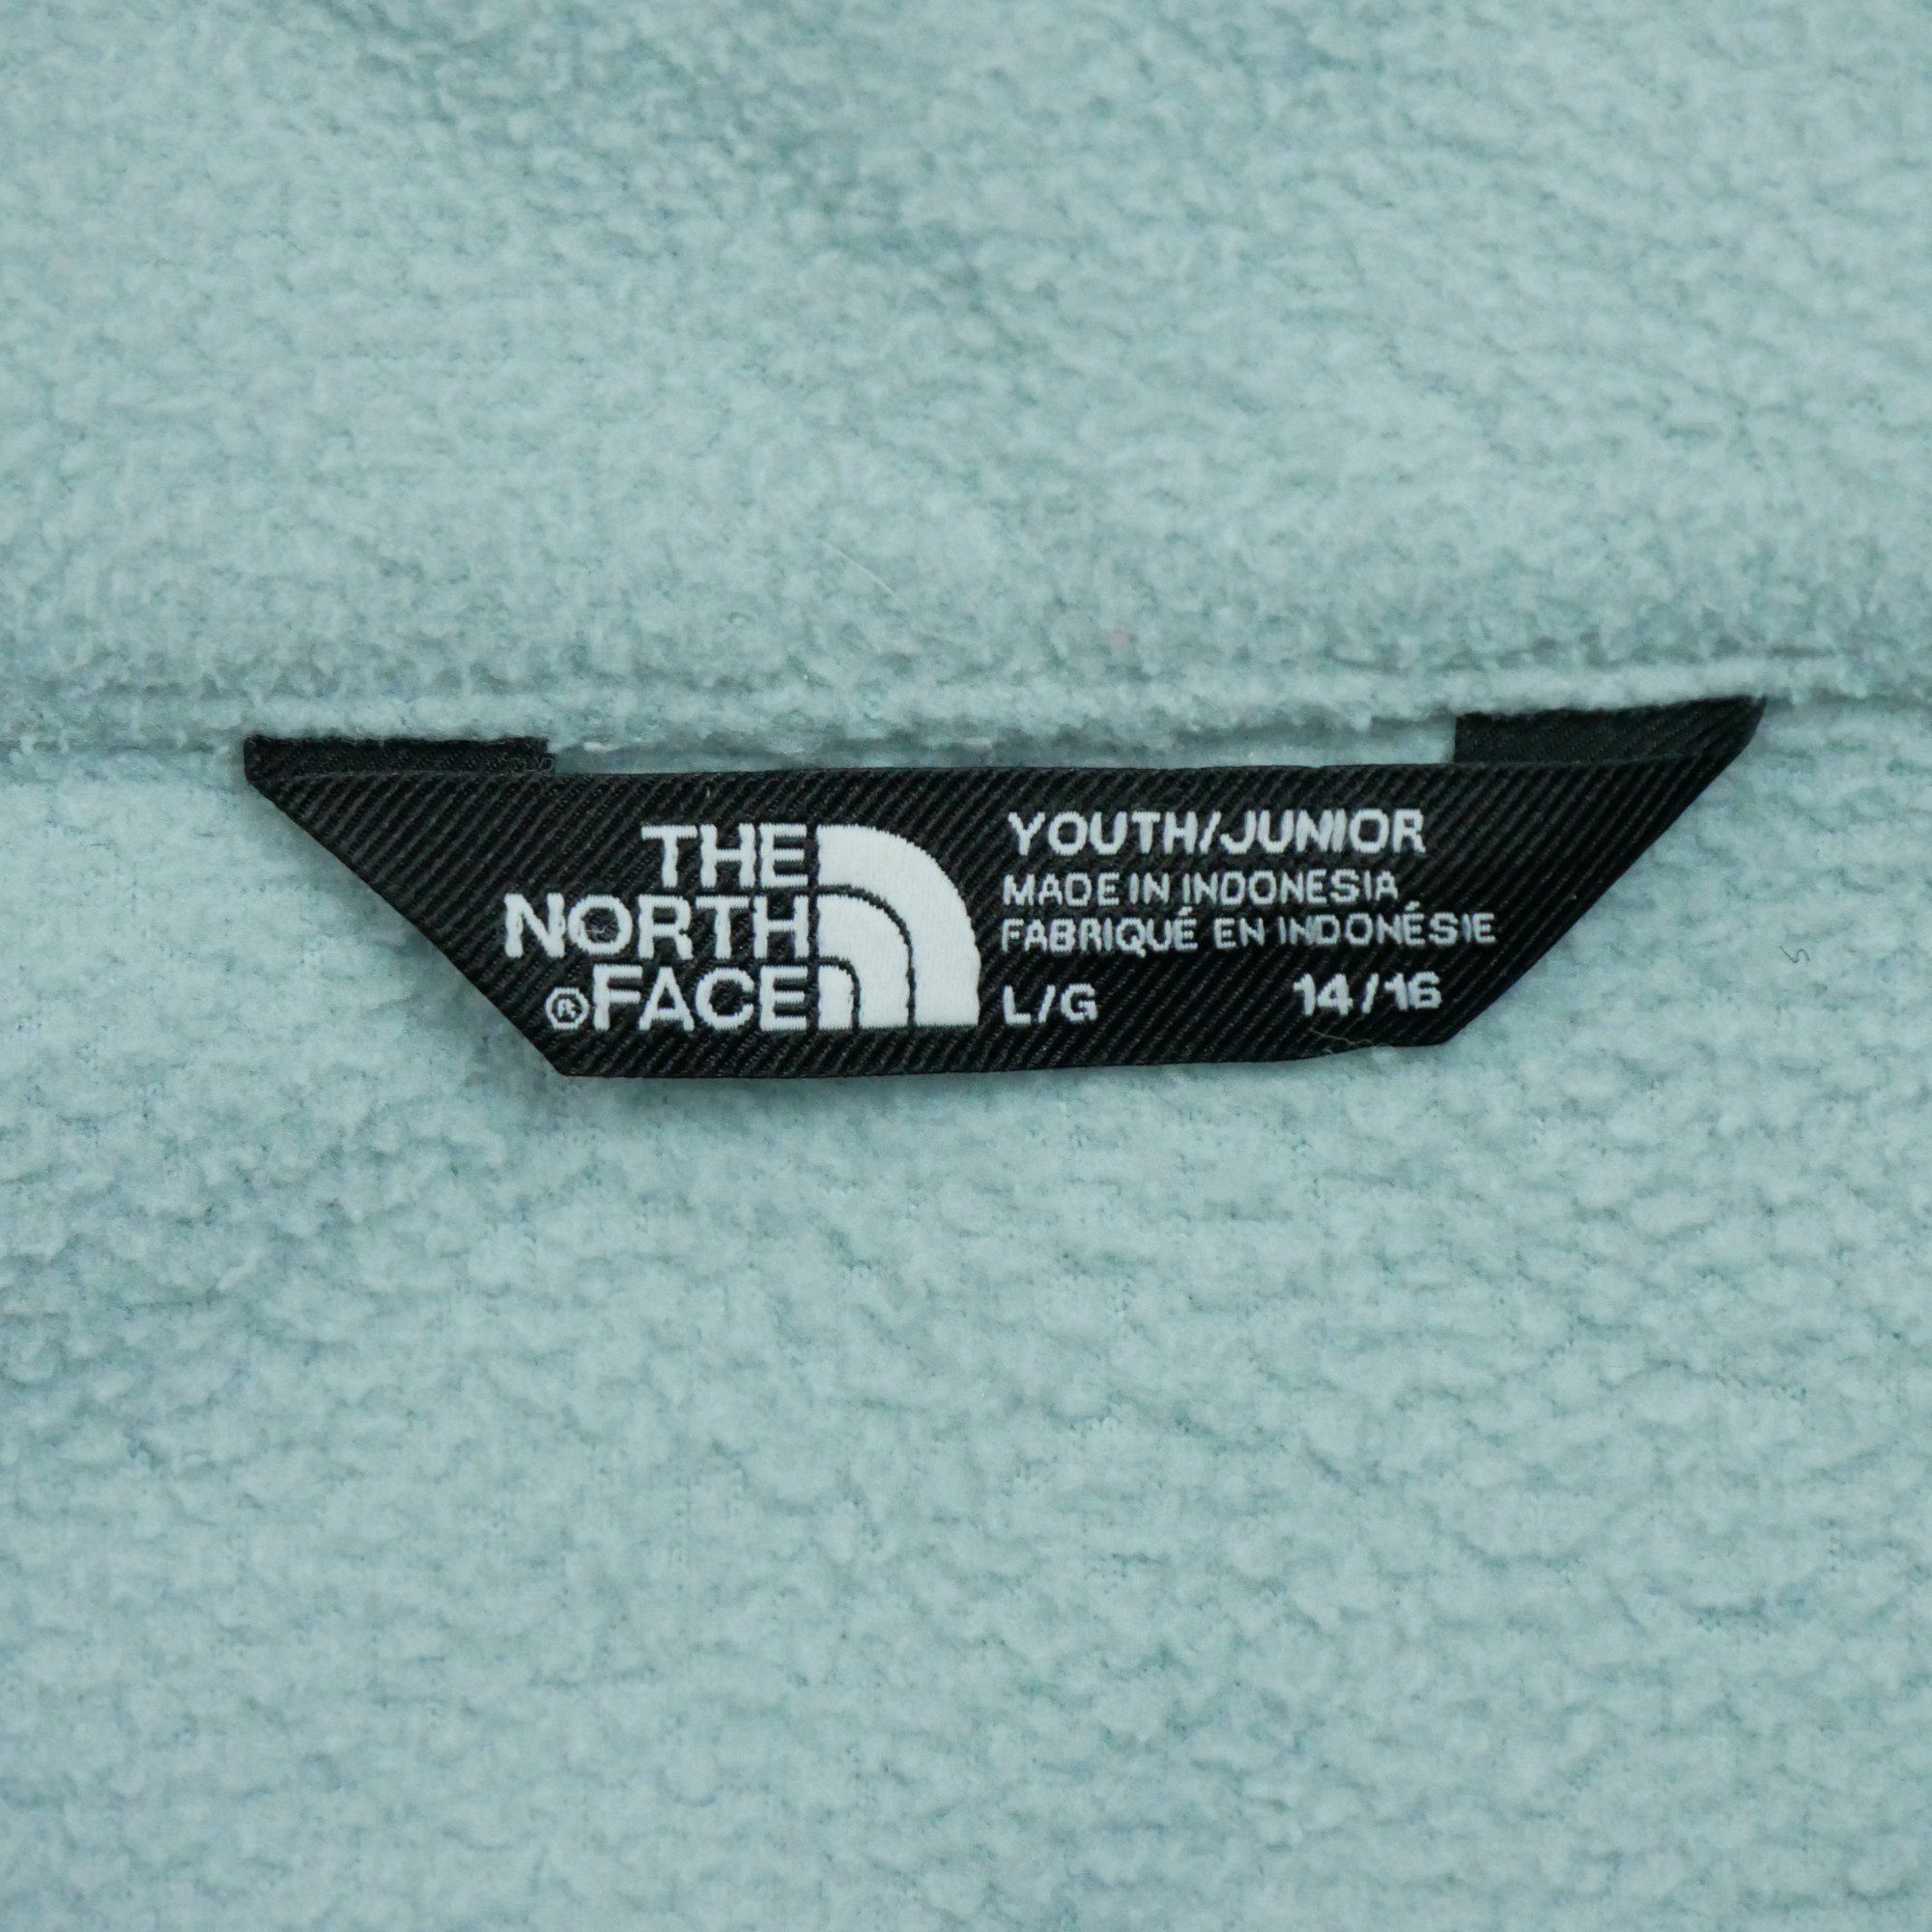 THE
NORTH
®FACE
YOUTH/JUNIOR
MADE IN INDONESIA
FABRIQUÉ EN INDONÉSIE
L/G 14/16